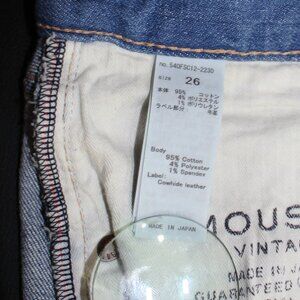 no. 540FSC12-2230
SIZE 26
本体 95% コットン
4% ポリエステル
1% ポリウレタン
ラベル部分 牛革
Body
95% Cotton
4% Polyester
1% Spandex
Label:
Cowhide leather
MADE IN JAPAN
MOUS
VINTA
MADE IN JA
GUARANTEED